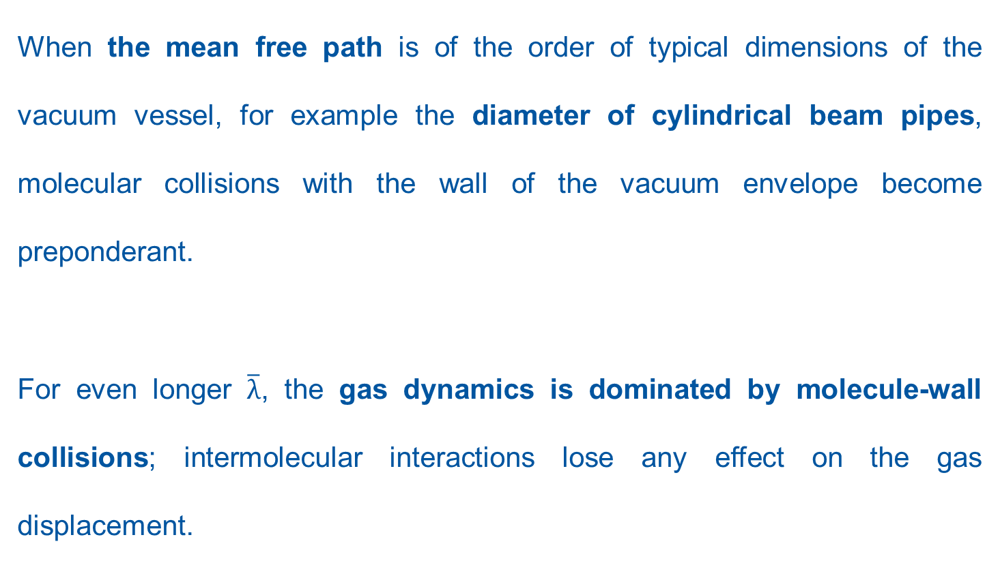 When the mean free path is of the order of typical dimensions of the
vacuum vessel, for example the diameter of cylindrical beam pipes,
molecular collisions with the wall of the vacuum envelope become
preponderant.
For even longer λ̅, the gas dynamics is dominated by molecule-wall
collisions; intermolecular interactions lose any effect on the gas
displacement.